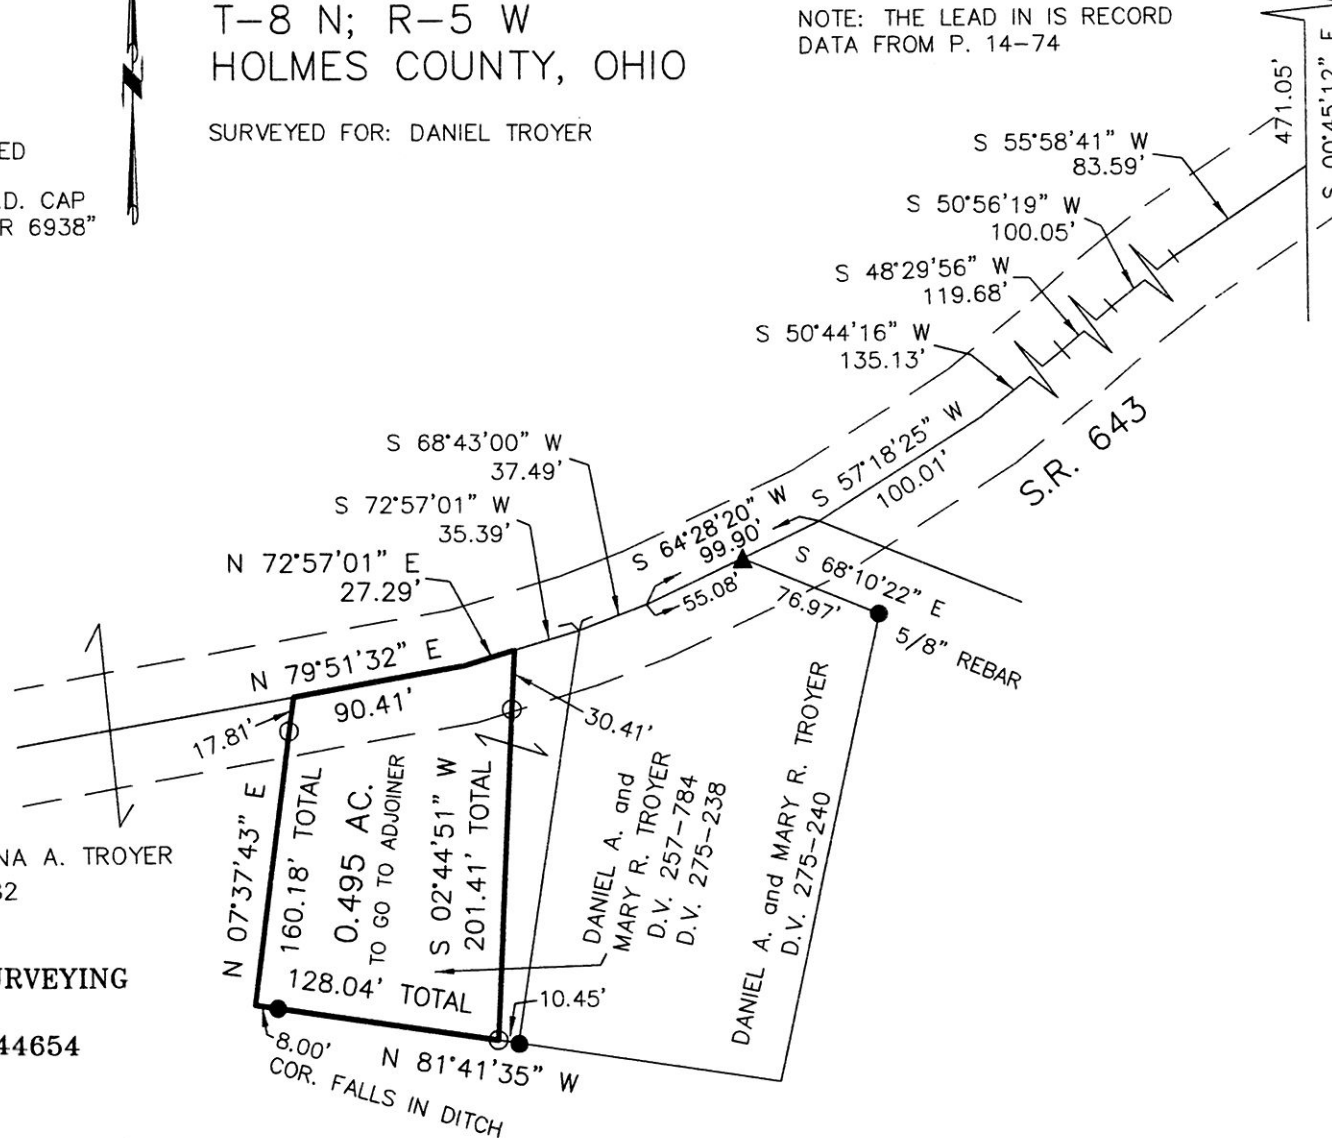 T-8 N; R-5 W
HOLMES COUNTY, OHIO
SURVEYED FOR: DANIEL TROYER
NOTE: THE LEAD IN IS RECORD
DATA FROM P. 14-74
ED
D. CAP
R 6938"
471.05'
S 00°45'12" E
S 55°58'41" W
83.59'
S 50°56'19" W
100.05'
S 48°29'56" W
119.68'
S 50°44'16" W
135.13'
S 57°18'25" W
100.01'
S.R. 643
S 68°43'00" W
37.49'
S 72°57'01" W
35.39'
S 64°28'20" W
99.90'
55.08'
S 68°10'22" E
76.97'
5/8" REBAR
N 72°57'01" E
27.29'
N 79°51'32" E
90.41'
17.81'
30.41'
N 07°37'43" E
160.18' TOTAL
0.495 AC.
TO GO TO ADJOINER
S 02°44'51" W
201.41' TOTAL
DANIEL A. and
MARY R. TROYER
D.V. 257-784
D.V. 275-238
DANIEL A. and MARY R. TROYER
D.V. 275-240
NA A. TROYER
32
URVEYING
44654
128.04' TOTAL
10.45'
8.00'
COR. FALLS IN DITCH
N 81°41'35" W